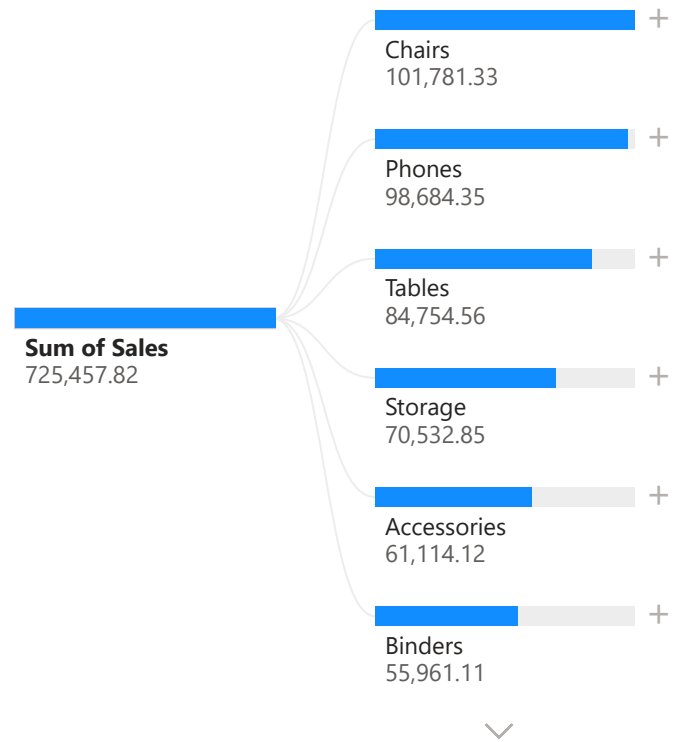 Chairs
101,781.33
Phones
98,684.35
Tables
84,754.56
Sum of Sales
725,457.82
Storage
70,532.85
Accessories
61,114.12
Binders
55,961.11